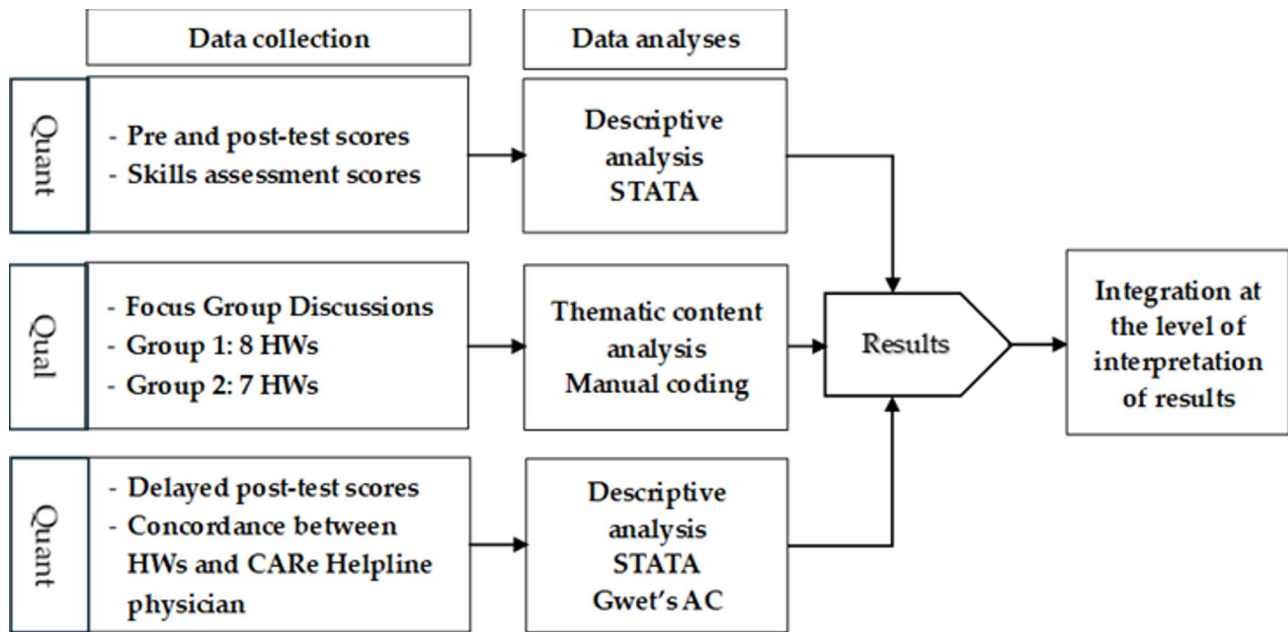 Data collection
Data analyses
Quant
- Pre and post-test scores
- Skills assessment scores
Descriptive
analysis
STATA
Qual
- Focus Group Discussions
- Group 1: 8 HWs
- Group 2: 7 HWs
Thematic content
analysis
Manual coding
Results
Integration at
the level of
interpretation
of results
Quant
- Delayed post-test scores
- Concordance between
HWs and CARe Helpline
physician
Descriptive
analysis
STATA
Gwet's AC